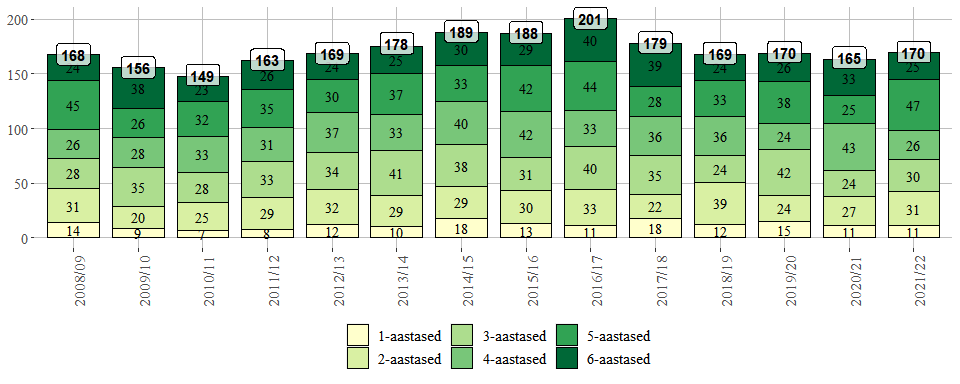 200
150
100
50
0
168 156 149 163 169 178 189 188 201 179 169 170 165 170
24 38 23 26 24 25 30 29 40 39 24 26 33 25
45 26 32 35 30 37 33 42 44 28 33 38 25 47
26 28 33 31 37 33 40 42 33 36 36 24 43 26
28 35 28 33 34 41 38 31 40 35 24 42 24 30
31 20 25 29 32 29 29 30 33 22 39 24 27 31
14 9 7 8 12 10 18 13 11 18 12 15 11 11
2008/09 2009/10 2010/11 2011/12 2012/13 2013/14 2014/15 2015/16 2016/17 2017/18 2018/19 2019/20 2020/21 2021/22
1-aastased 3-aastased 5-aastased
2-aastased 4-aastased 6-aastased